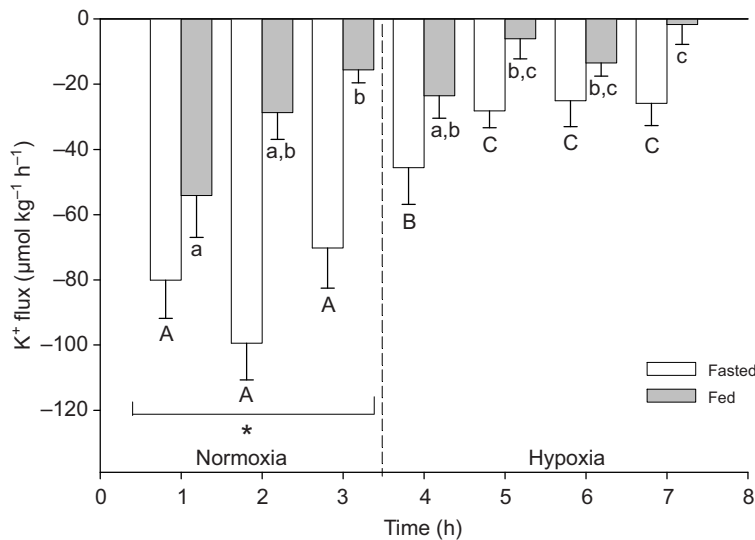 K⁺ flux (µmol kg⁻¹ h⁻¹)
0
–20
–40
–60
–80
–100
–120
A a
A a,b
A b
B a,b
C b,c
C b,c
C c
*
Normoxia Hypoxia
Fasted
Fed
0 1 2 3 4 5 6 7 8
Time (h)